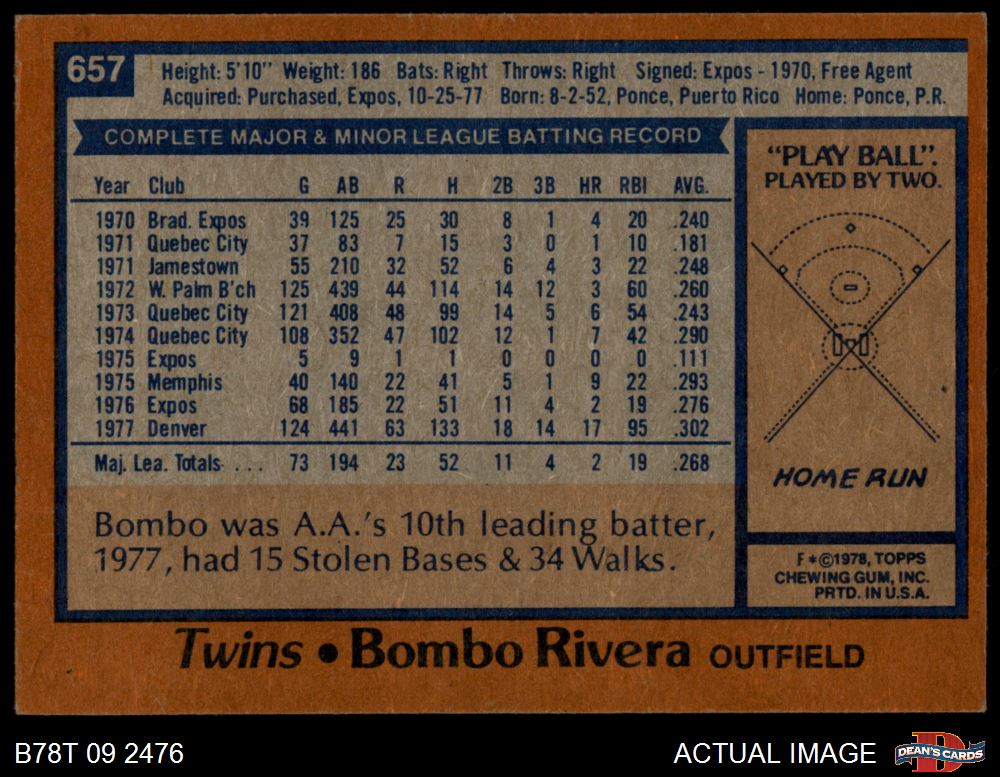 657
Height: 5'10" Weight: 186 Bats: Right Throws: Right Signed: Expos - 1970, Free Agent
Acquired: Purchased, Expos, 10-25-77 Born: 8-2-52, Ponce, Puerto Rico Home: Ponce, P.R.
COMPLETE MAJOR & MINOR LEAGUE BATTING RECORD
Year Club G AB R H 2B 3B HR RBI AVG.
1970 Brad. Expos 39 125 25 30 8 1 4 20 .240
1971 Quebec City 37 83 7 15 3 0 1 10 .181
1971 Jamestown 55 210 32 52 6 4 3 22 .248
1972 W. Palm B'ch 125 439 44 114 14 12 3 60 .260
1973 Quebec City 121 408 48 99 14 5 6 54 .243
1974 Quebec City 108 352 47 102 12 1 7 42 .290
1975 Expos 5 9 1 1 0 0 0 0 .111
1975 Memphis 40 140 22 41 5 1 9 22 .293
1976 Expos 68 185 22 51 11 4 2 19 .276
1977 Denver 124 441 63 133 18 14 17 95 .302
Maj. Lea. Totals. . . . 73 194 23 52 11 4 2 19 .268
Bombo was A.A.'s 10th leading batter,
1977, had 15 Stolen Bases & 34 Walks.
"PLAY BALL".
PLAYED BY TWO.
HOME RUN
F*©1978, TOPPS
CHEWING GUM, INC.
PRTD. IN U.S.A.
Twins • Bombo Rivera OUTFIELD
B78T 09 2476
ACTUAL IMAGE
D
DEAN'S CARDS